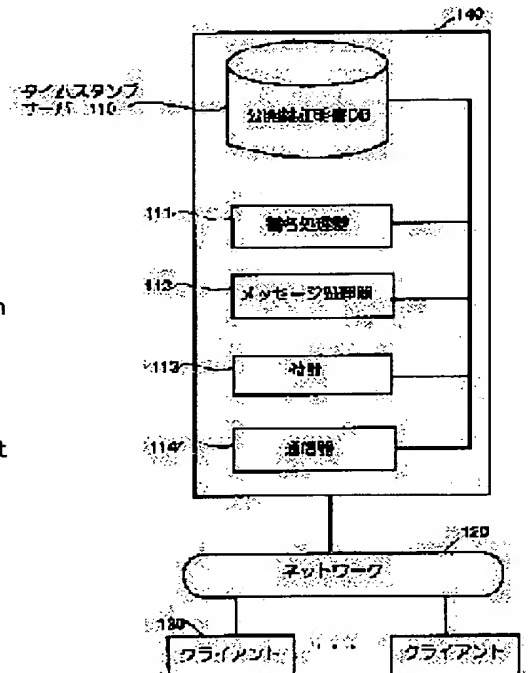 140
タイムスタンプ
サーバ 110
公開鍵証明書DB
111
署名処理部
112
メッセージ処理部
113
時計
114
通信部
120
ネットワーク
130
クライアント
クライアント
n
t